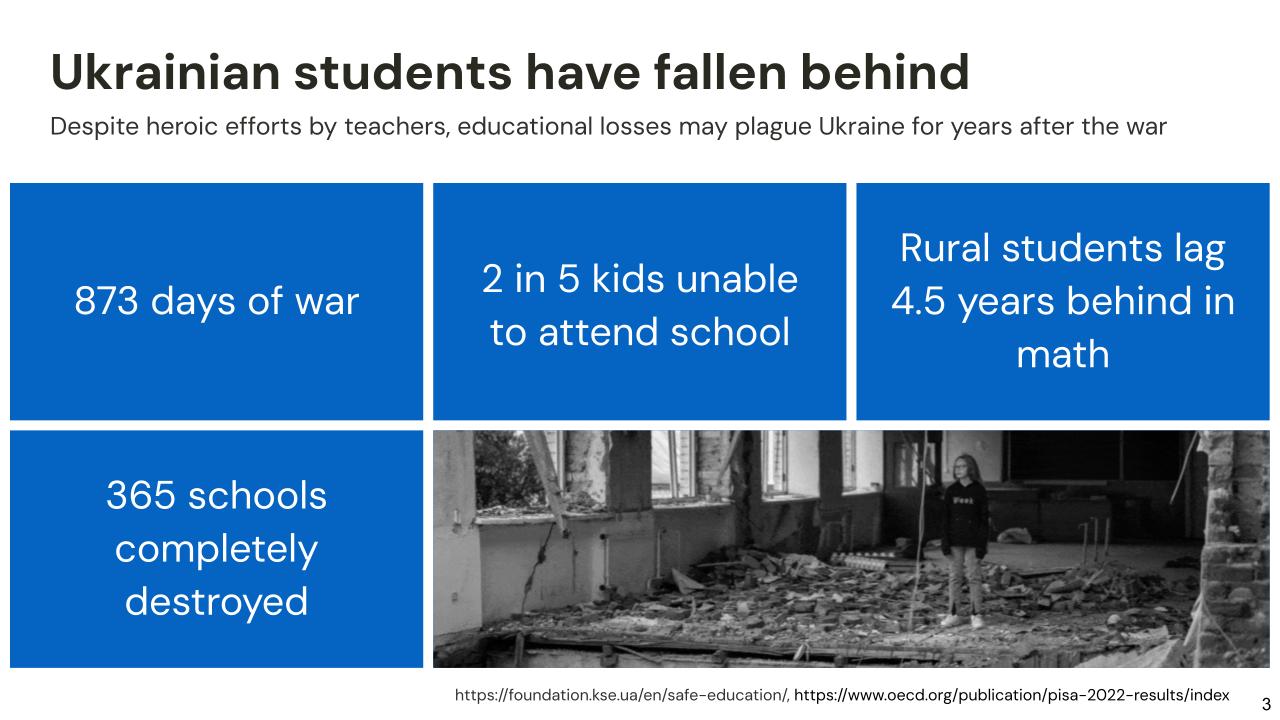 Ukrainian students have fallen behind
Despite heroic efforts by teachers, educational losses may plague Ukraine for years after the war
873 days of war
2 in 5 kids unable
to attend school
Rural students lag
4.5 years behind in
math
365 schools
completely
destroyed
https://foundation.kse.ua/en/safe-education/, https://www.oecd.org/publication/pisa-2022-results/index
3